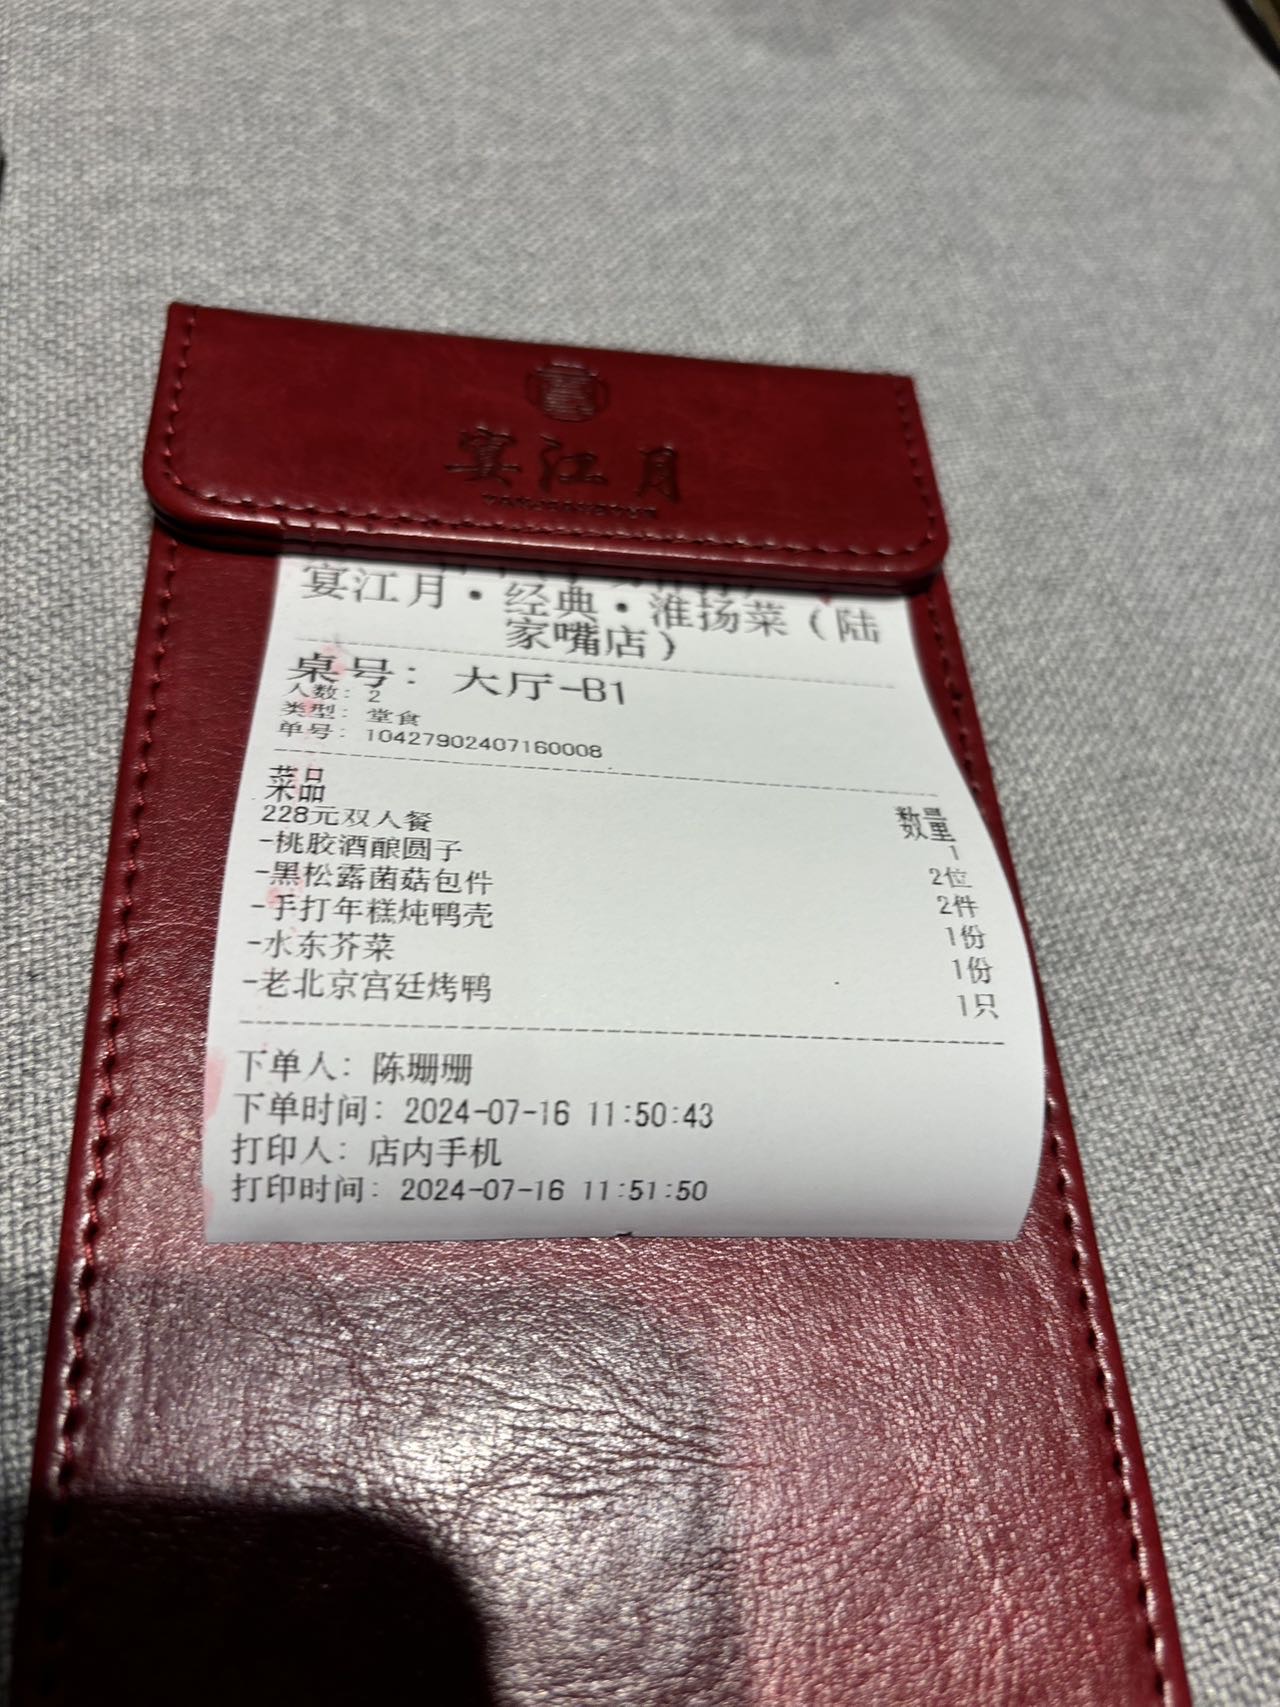 宴江月
宴江月·经典·淮扬菜（陆
家嘴店）
桌号：大厅-B1
人数：2
类型：堂食
单号：10427902407160008
菜品 数量
228元双人餐 1
-桃胶酒酿圆子 2位
-黑松露菌菇包件 2件
-手打年糕炖鸭壳 1份
-水东芥菜 1份
-老北京宫廷烤鸭 1只
下单人：陈珊珊
下单时间：2024-07-16 11:50:43
打印人：店内手机
打印时间：2024-07-16 11:51:50